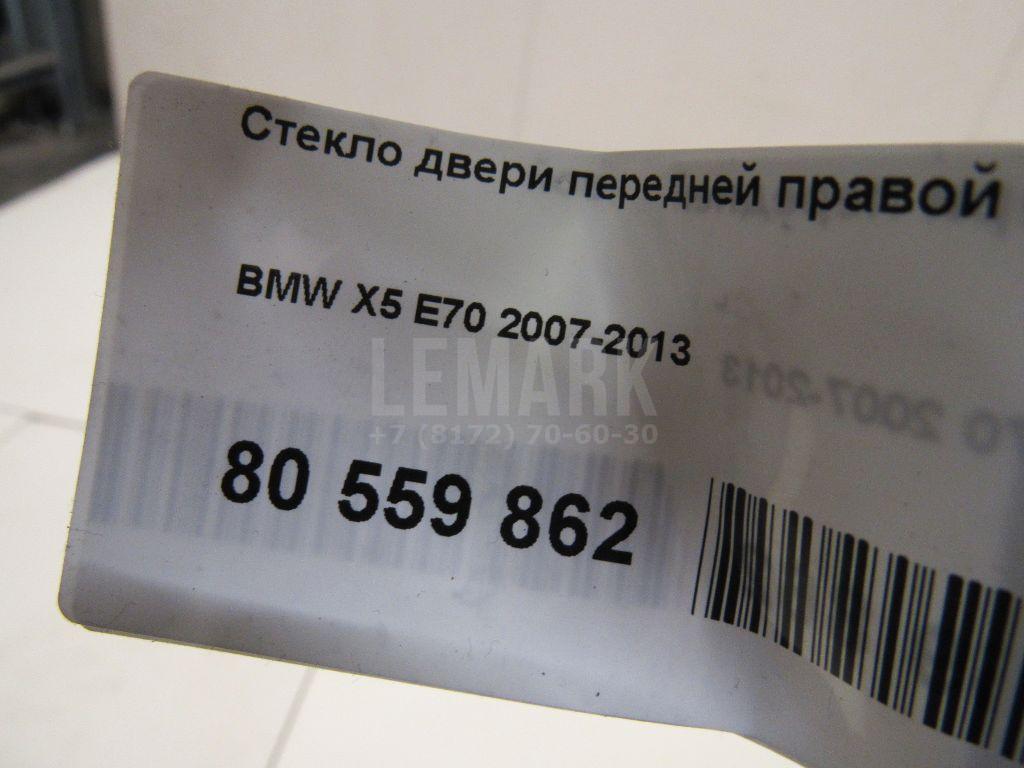 Стекло двери передней правой
BMW X5 E70 2007-2013
LEMARK
+7 (8172) 70-60-30
80 559 862